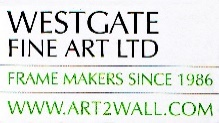 WESTGATE
FINE ART LTD
FRAME MAKERS SINCE 1986
WWW.ART2WALL.COM